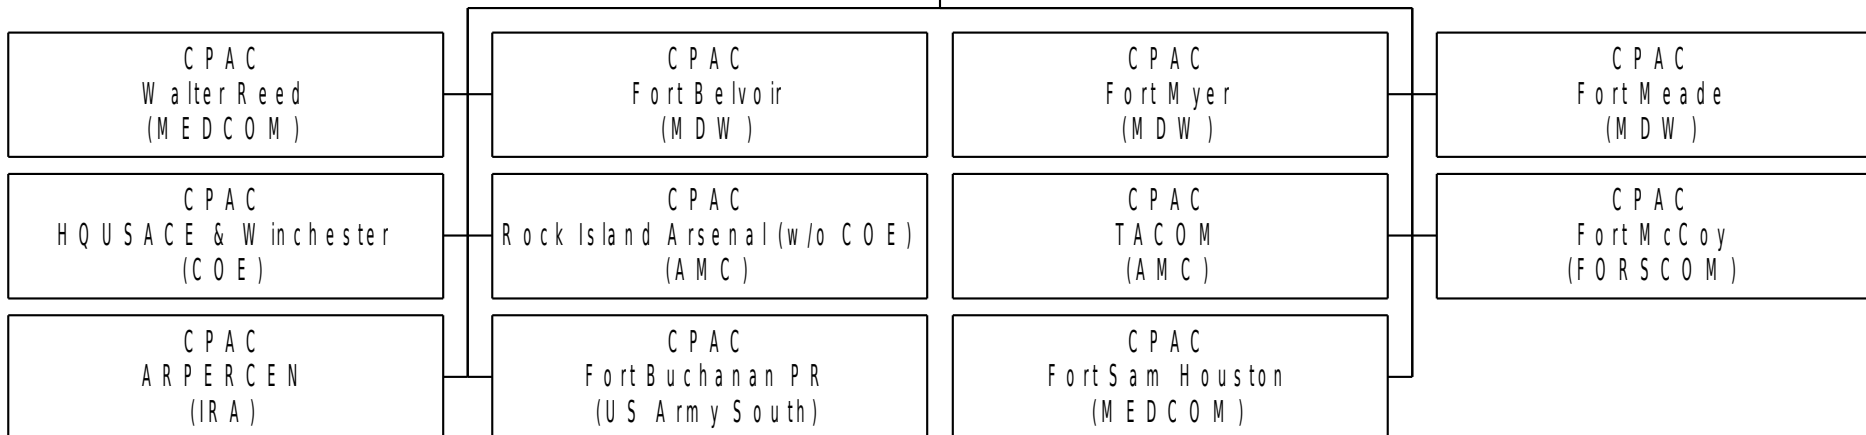 CPAC
Walter Reed
(MEDCOM)
CPAC
Fort Belvoir
(MDW)
CPAC
Fort Myer
(MDW)
CPAC
Fort Meade
(MDW)
CPAC
HQUSACE & Winchester
(COE)
CPAC
Rock Island Arsenal (w/o COE)
(AMC)
CPAC
TACOM
(AMC)
CPAC
Fort McCoy
(FORSCOM)
CPAC
ARPERCEN
(IRA)
CPAC
Fort Buchanan PR
(US Army South)
CPAC
Fort Sam Houston
(MEDCOM)